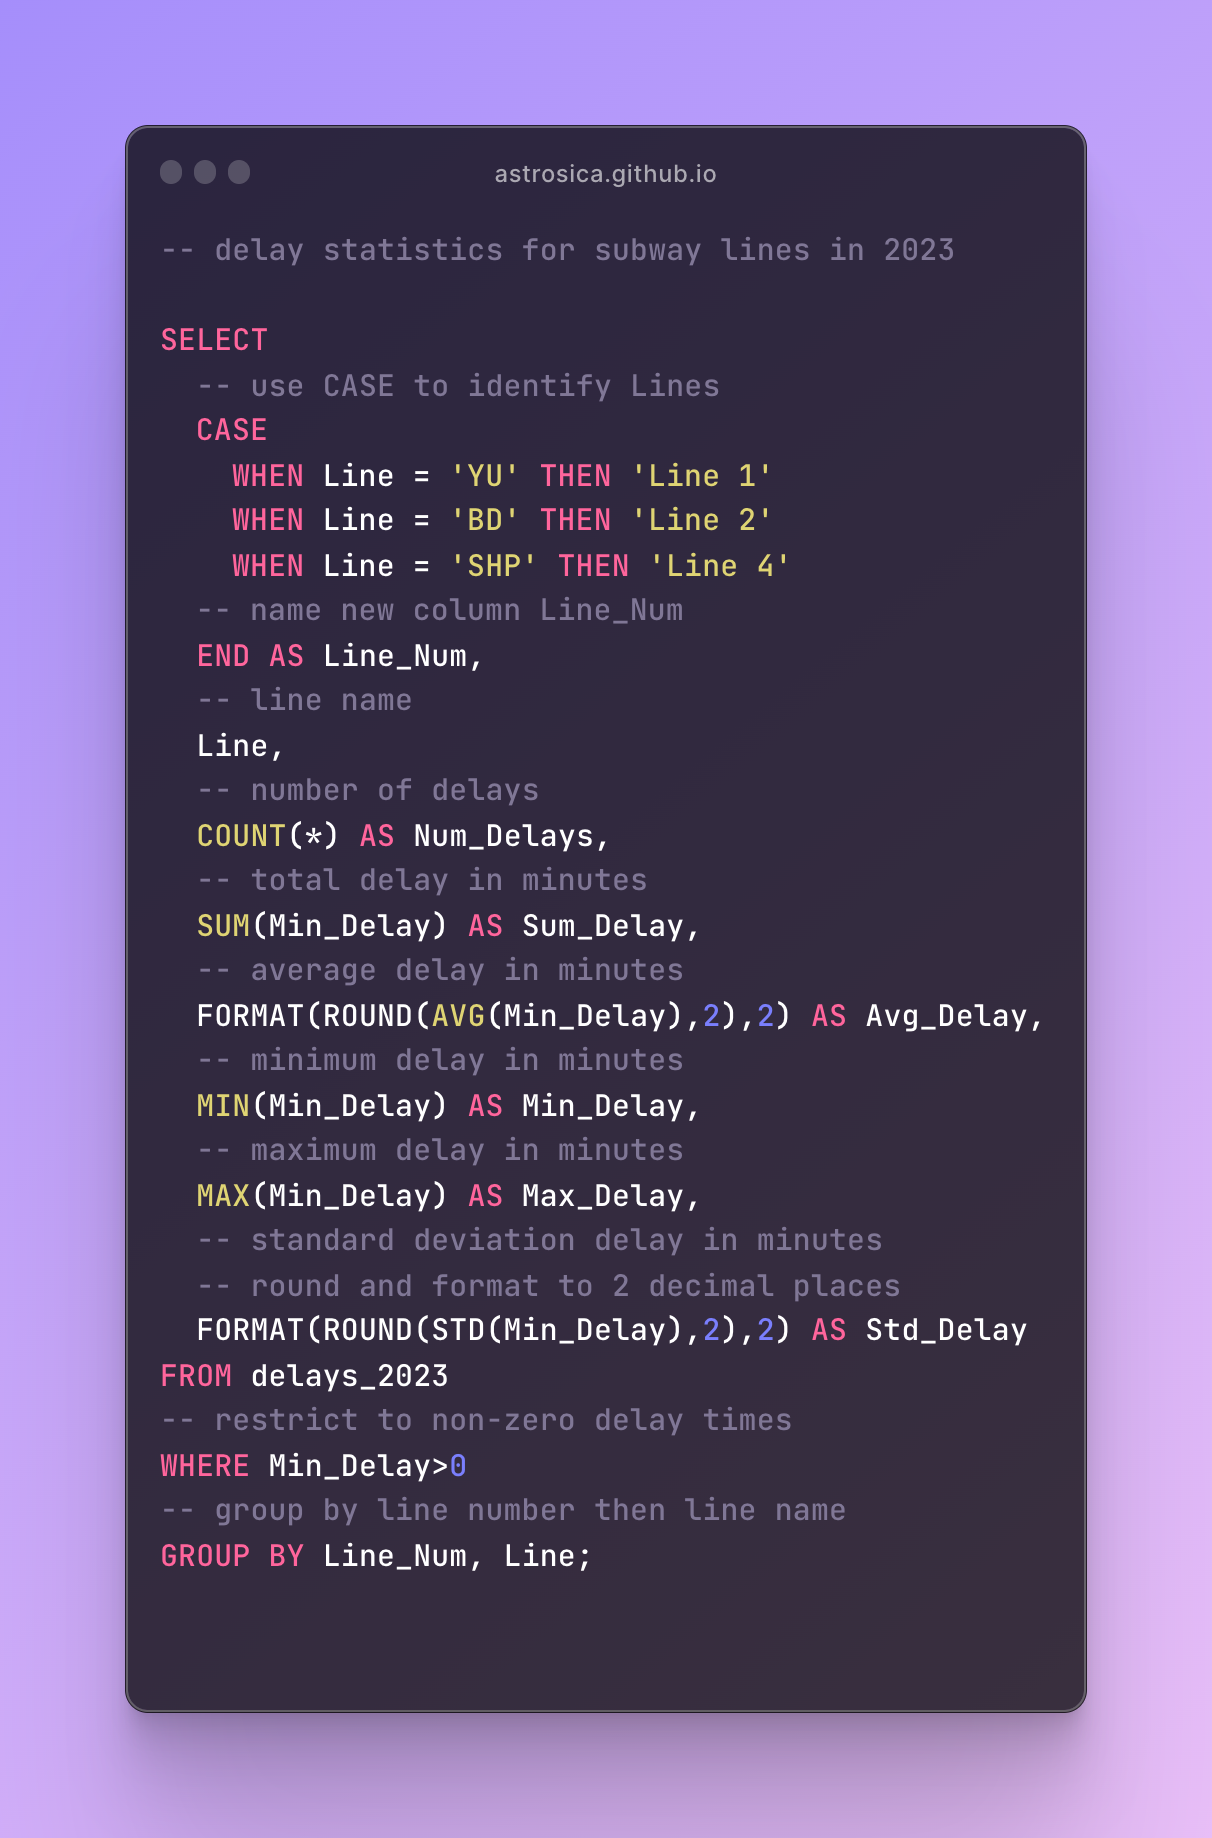 astrosica.github.io
-- delay statistics for subway lines in 2023
SELECT
-- use CASE to identify Lines
CASE
WHEN Line = 'YU' THEN 'Line 1'
WHEN Line = 'BD' THEN 'Line 2'
WHEN Line = 'SHP' THEN 'Line 4'
-- name new column Line_Num
END AS Line_Num,
-- line name
Line,
-- number of delays
COUNT(*) AS Num_Delays,
-- total delay in minutes
SUM(Min_Delay) AS Sum_Delay,
-- average delay in minutes
FORMAT(ROUND(AVG(Min_Delay),2),2) AS Avg_Delay,
-- minimum delay in minutes
MIN(Min_Delay) AS Min_Delay,
-- maximum delay in minutes
MAX(Min_Delay) AS Max_Delay,
-- standard deviation delay in minutes
-- round and format to 2 decimal places
FORMAT(ROUND(STD(Min_Delay),2),2) AS Std_Delay
FROM delays_2023
-- restrict to non-zero delay times
WHERE Min_Delay>0
-- group by line number then line name
GROUP BY Line_Num, Line;